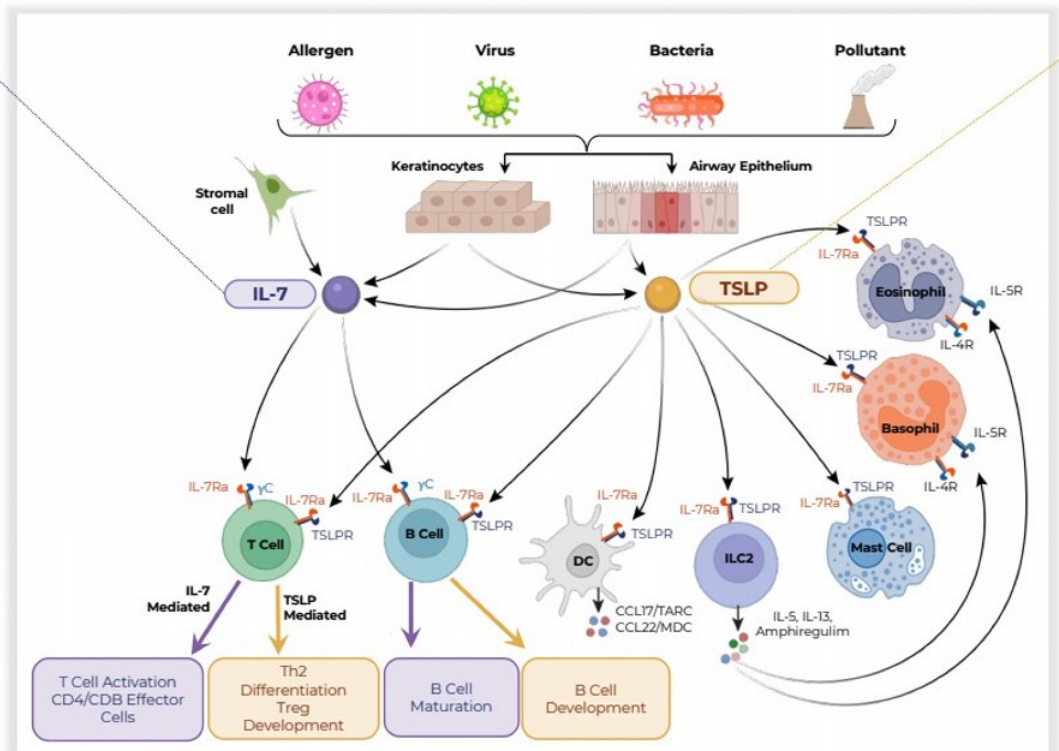 Allergen
Virus
Bacteria
Pollutant
Keratinocytes
Airway Epithelium
Stromal
cell
TSLPR
IL-7Ra
IL-5R
Eosinophil
IL-4R
IL-7
TSLP
TSLPR
IL-7Ra
IL-5R
Basophil
IL-4R
IL-7Ra
γC
IL-7Ra
TSLPR
T Cell
IL-7Ra
γC
IL-7Ra
TSLPR
B Cell
IL-7Ra
TSLPR
DC
IL-7Ra
TSLPR
ILC2
IL-7Ra
TSLPR
Mast Cell
IL-7
Mediated
TSLP
Mediated
CCL17/TARC
CCL22/MDC
IL-5, IL-13,
Amphiregulim
T Cell Activation
CD4/CDB Effector
Cells
Th2
Differentiation
Treg
Development
B Cell
Maturation
B Cell
Development